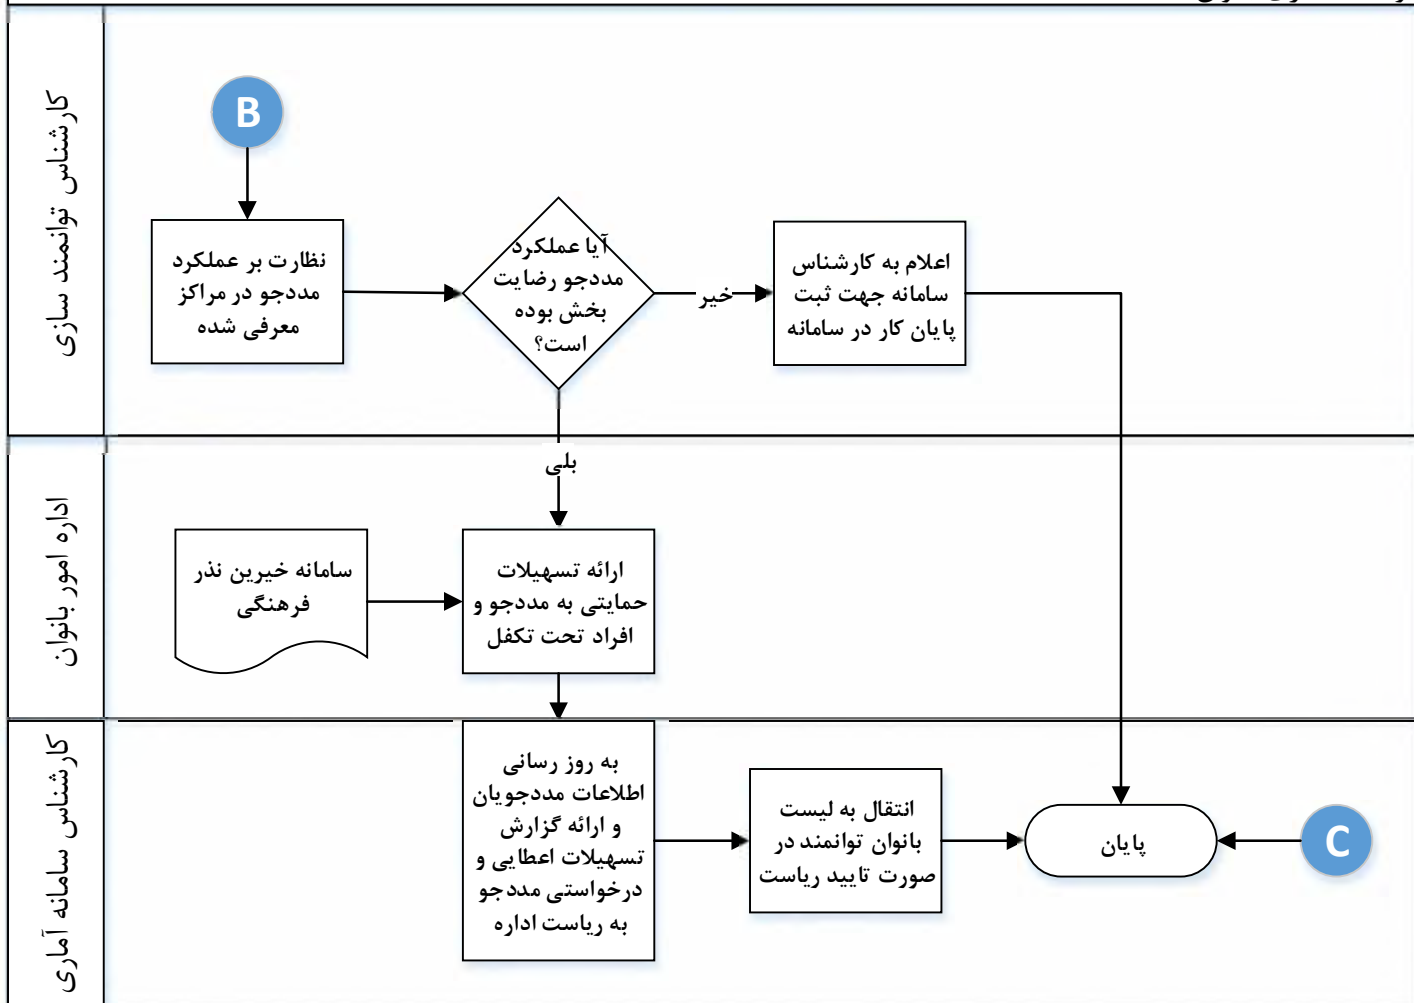 کارشناس توانمند سازی
B
نظارت بر عملکرد
مددجو در مراکز
معرفی شده
آیا عملکرد
مددجو رضایت
بخش بوده
است؟
خیر
اعلام به کارشناس
سامانه جهت ثبت
پایان کار در سامانه
بلی
اداره امور بانوان
سامانه خیرین نذر
فرهنگی
ارائه تسهیلات
حمایتی به مددجو و
افراد تحت تکفل
کارشناس سامانه آماری
به روز رسانی
اطلاعات مددجویان
و ارائه گزارش
تسهیلات اعطایی و
درخواستی مددجو
به ریاست اداره
انتقال به لیست
بانوان توانمند در
صورت تایید ریاست
پایان
C